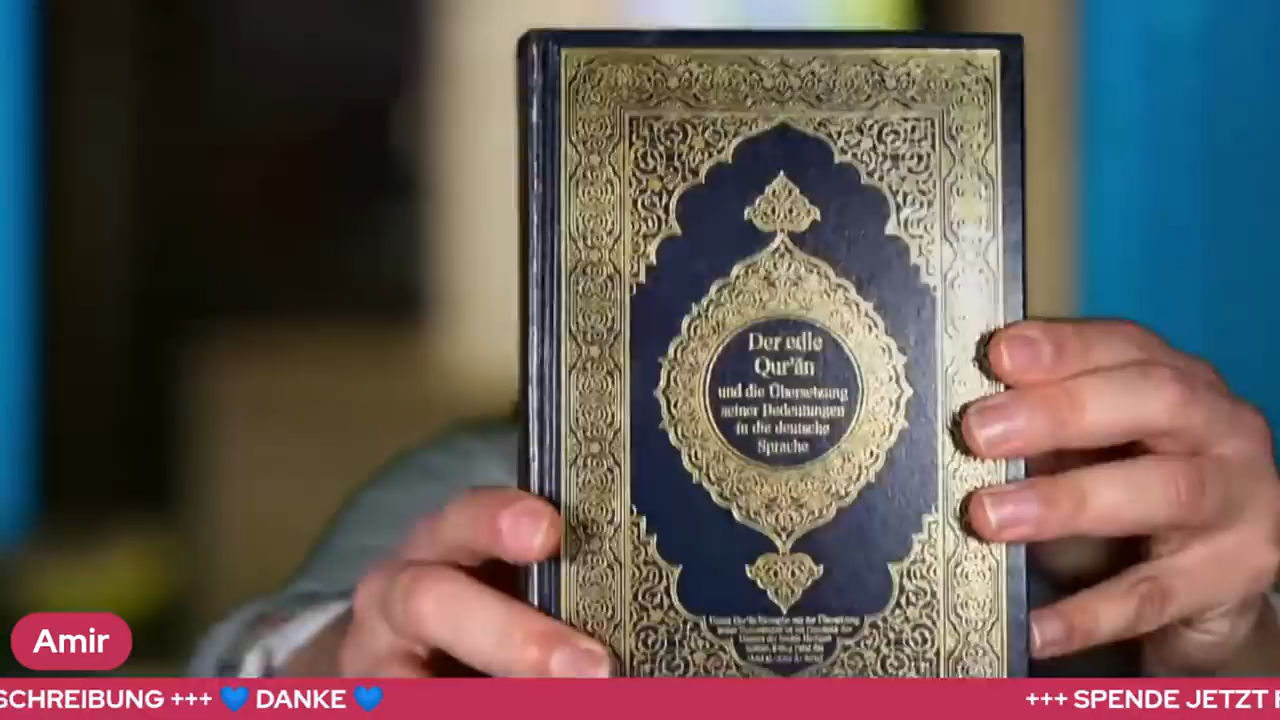 Der edle
Qur'ān
und die Übersetzung
seiner Bedeutungen
in die deutsche
Sprache
Amir
SCHREIBUNG +++ 💙 DANKE 💙
+++ SPENDE JETZT